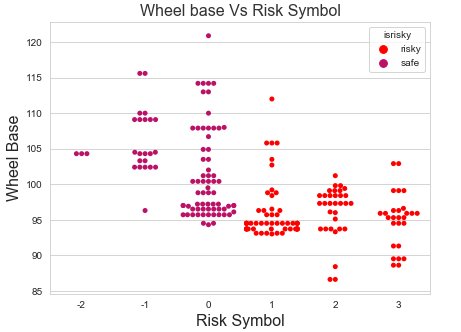 Wheel base Vs Risk Symbol
isrisky
risky
safe
120
115
110
105
100
95
90
85
Wheel Base
-2 -1 0 1 2 3
Risk Symbol